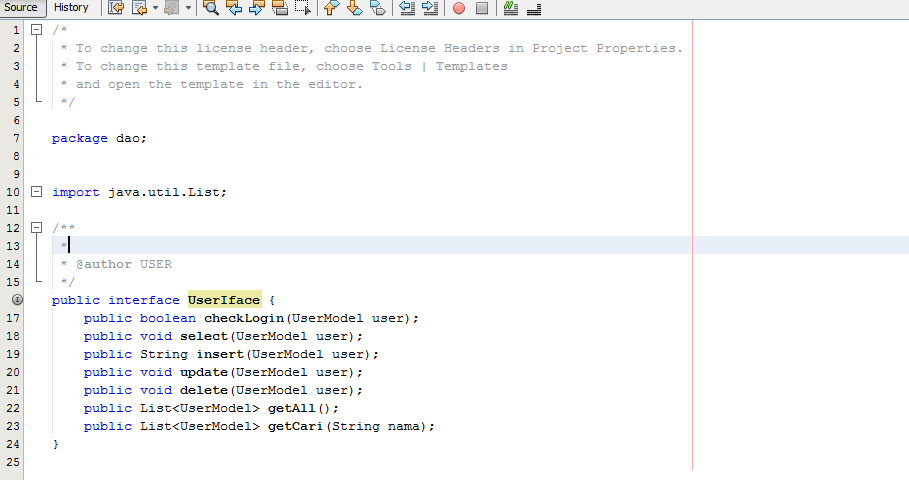 Source History
1 /*
2 * To change this license header, choose License Headers in Project Properties.
3 * To change this template file, choose Tools | Templates
4 * and open the template in the editor.
5 */
6
7 package dao;
8
9
10 import java.util.List;
11
12 /**
13 *
14 * @author USER
15 */
public interface UserIface {
17 public boolean checkLogin(UserModel user);
18 public void select(UserModel user);
19 public String insert(UserModel user);
20 public void update(UserModel user);
21 public void delete(UserModel user);
22 public List<UserModel> getAll();
23 public List<UserModel> getCari(String nama);
24 }
25